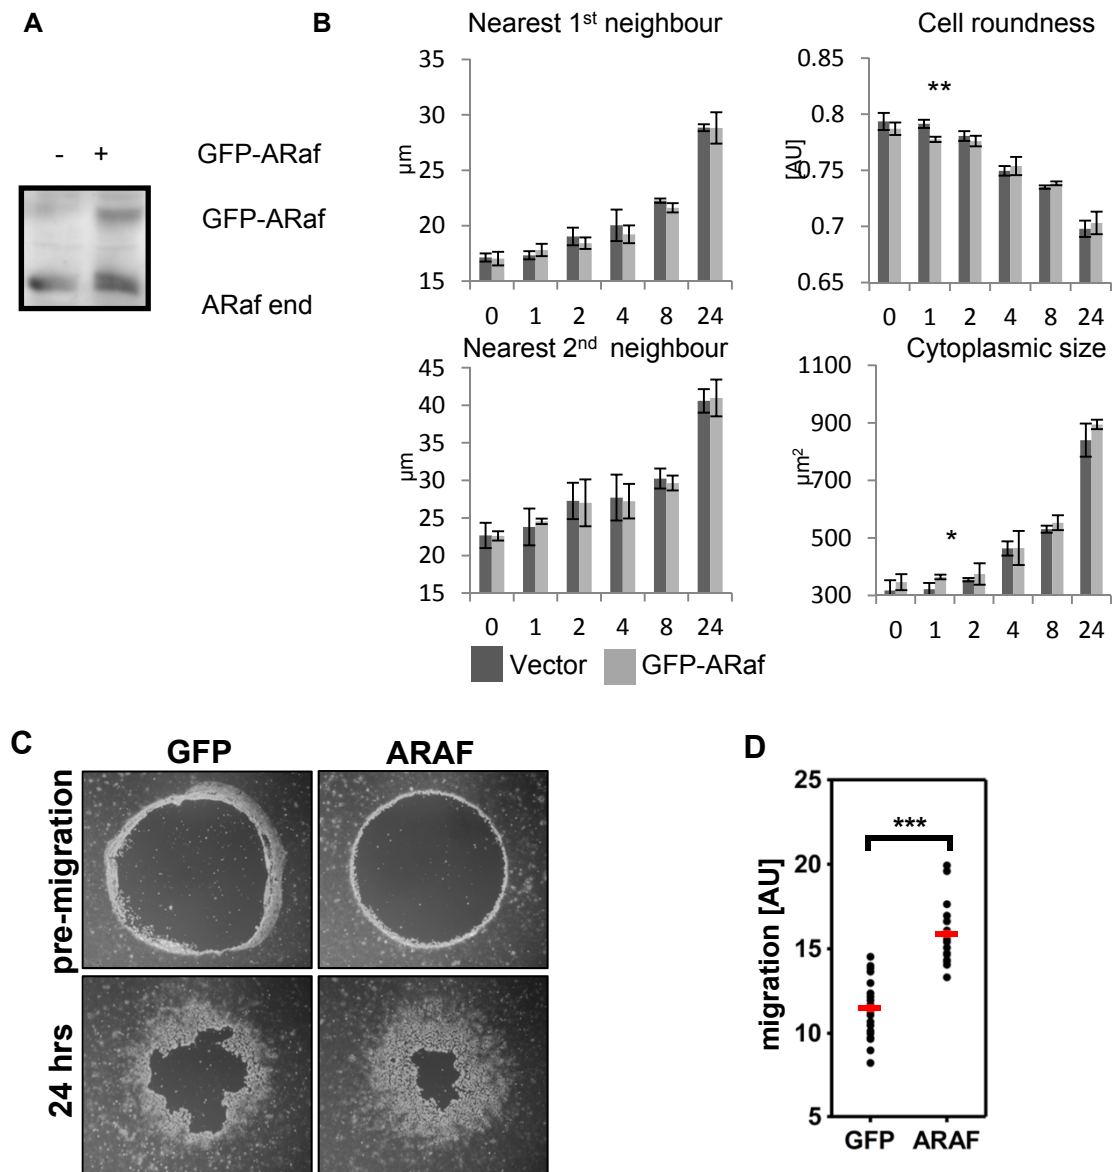 A
- + GFP-ARaf
GFP-ARaf
ARaf end
B
Nearest 1st neighbour
35
30
25
20
15
µm
0 1 2 4 8 24
Cell roundness
0.85
0.8
0.75
0.7
0.65
[AU]
**
0 1 2 4 8 24
Nearest 2nd neighbour
45
40
35
30
25
20
15
µm
0 1 2 4 8 24
Cytoplasmic size
1100
900
700
500
300
µm2
*
0 1 2 4 8 24
Vector GFP-ARaf
C
GFP ARAF
pre-migration
24 hrs
D
25
20
15
10
5
migration [AU]
***
GFP ARAF